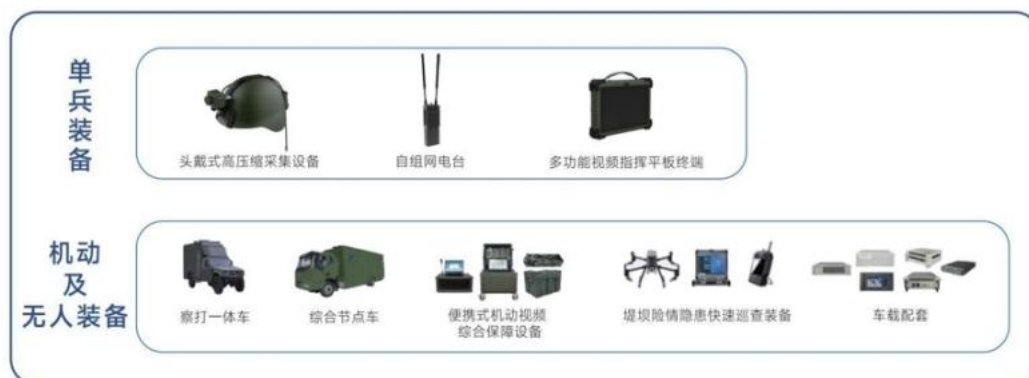 单兵装备
头戴式高压缩采集设备
自组网电台
多功能视频指挥平板终端
机动
及
无人装备
察打一体车
综合节点车
便携式机动视频
综合保障设备
堤坝险情隐患快速巡查装备
车载配套